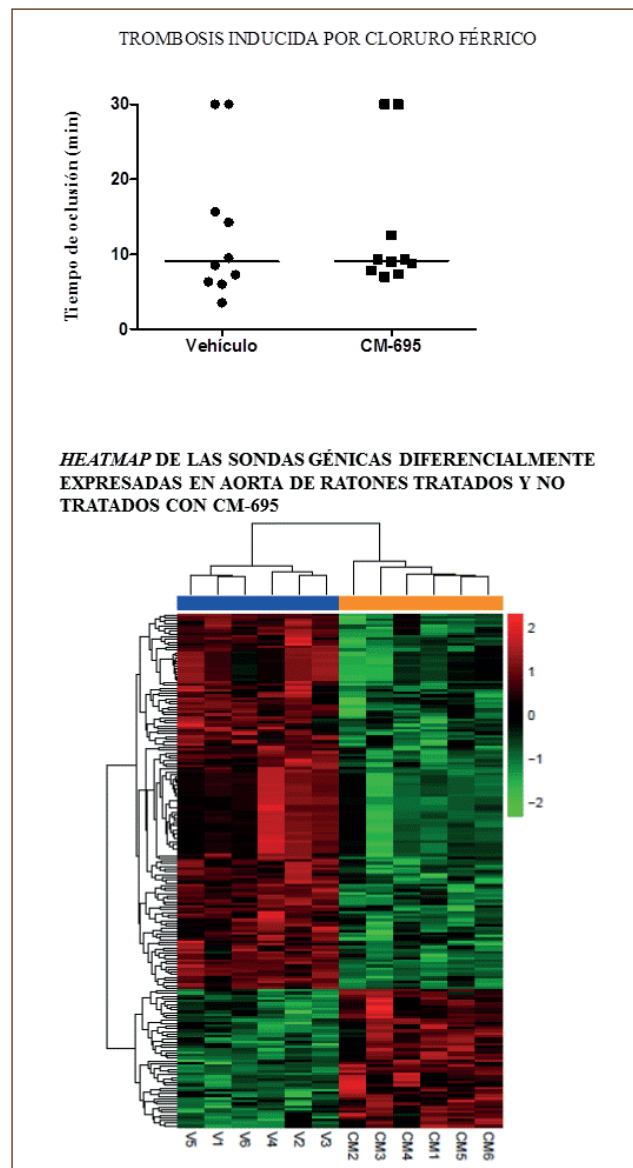 TROMBOSIS INDUCIDA POR CLORURO FÉRRICO
Tiempo de oclusión (min)
30
20
10
0
Vehículo CM-695
HEATMAP DE LAS SONDAS GÉNICAS DIFERENCIALMENTE
EXPRESADAS EN AORTA DE RATONES TRATADOS Y NO
TRATADOS CON CM-695
2
1
0
-1
-2
V5 V1 V6 V4 V2 V3 CM2 CM3 CM4 CM1 CM5 CM6